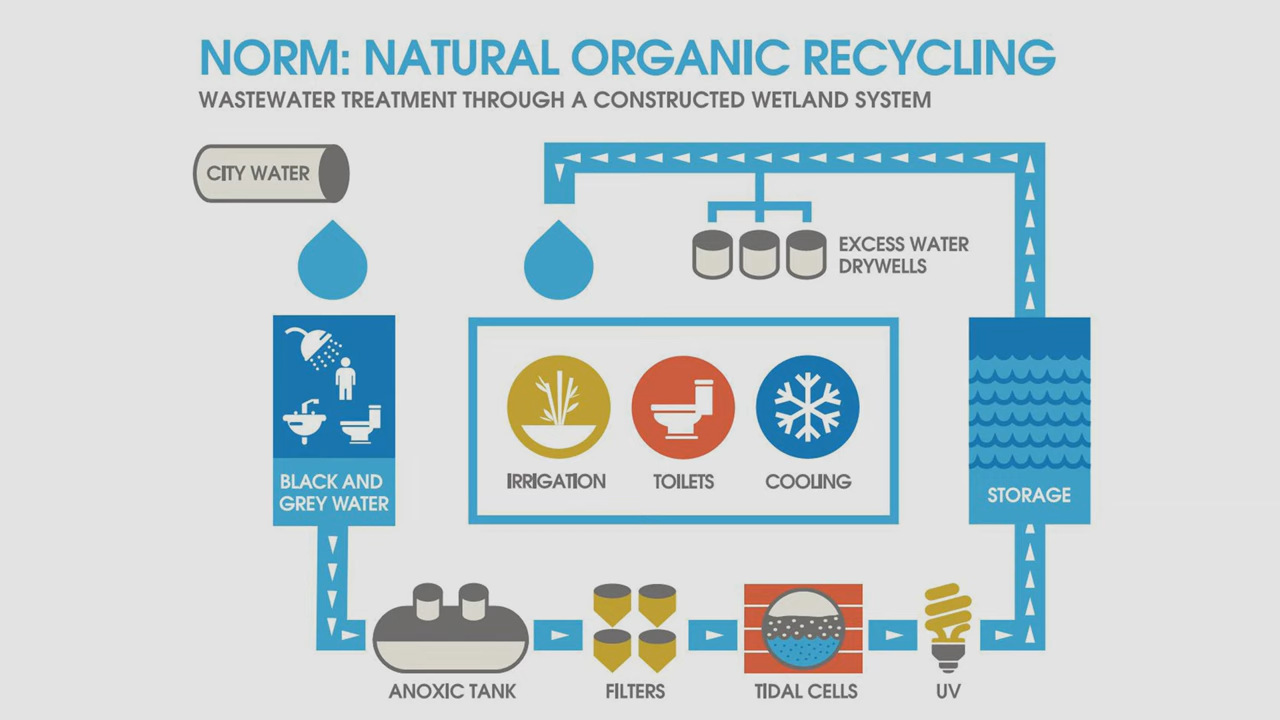 NORM: NATURAL ORGANIC RECYCLING
WASTEWATER TREATMENT THROUGH A CONSTRUCTED WETLAND SYSTEM
CITY WATER
EXCESS WATER
DRYWELLS
BLACK AND
GREY WATER
IRRIGATION
TOILETS
COOLING
STORAGE
ANOXIC TANK
FILTERS
TIDAL CELLS
UV